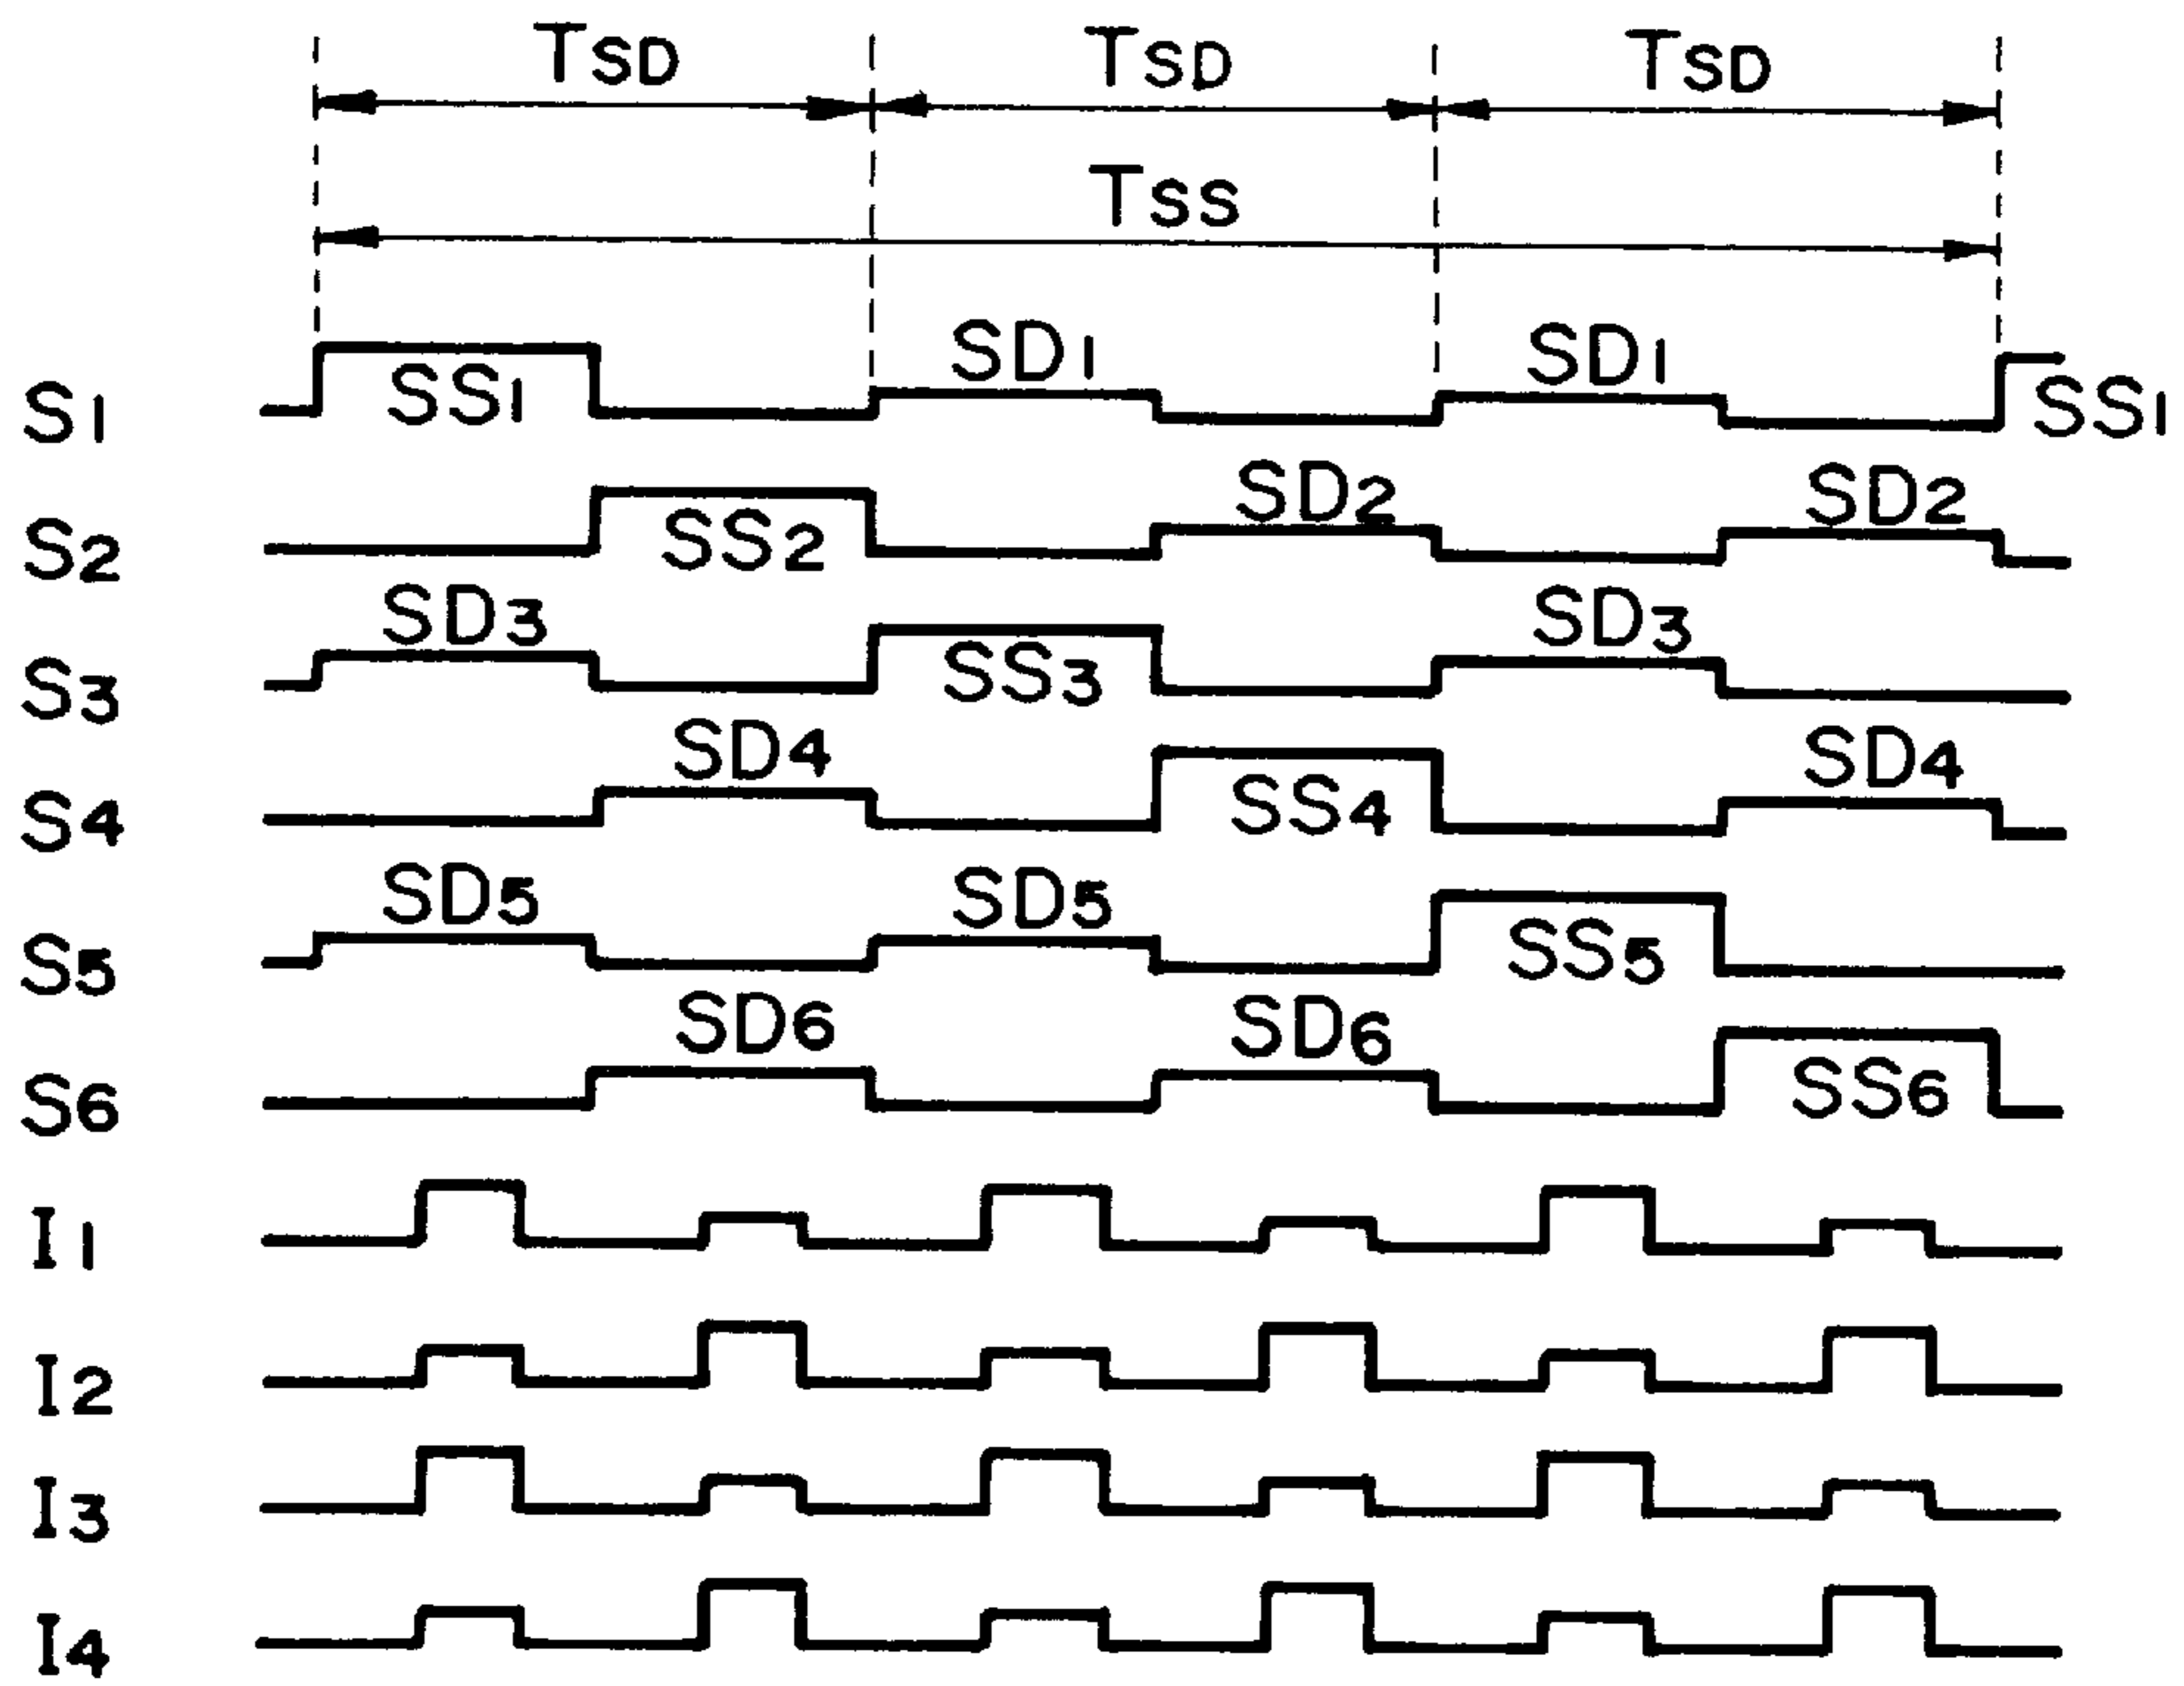 TSD TSD TSD
TSS
S1 SS1 SD1 SD1 SS1
S2 SS2 SD2 SD2
S3 SD3 SS3 SD3
S4 SD4 SS4 SD4
S5 SD5 SD5 SS5
S6 SD6 SD6 SS6
I1
I2
I3
I4